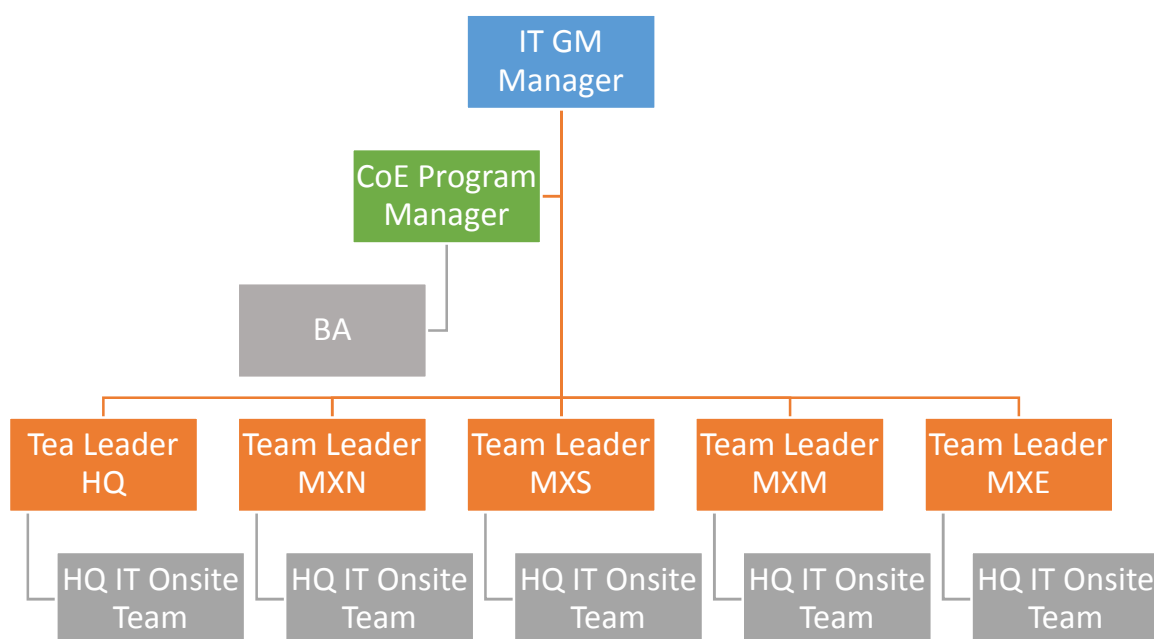 IT GM
Manager
CoE Program
Manager
BA
Tea Leader
HQ
Team Leader
MXN
Team Leader
MXS
Team Leader
MXM
Team Leader
MXE
HQ IT Onsite
Team
HQ IT Onsite
Team
HQ IT Onsite
Team
HQ IT Onsite
Team
HQ IT Onsite
Team